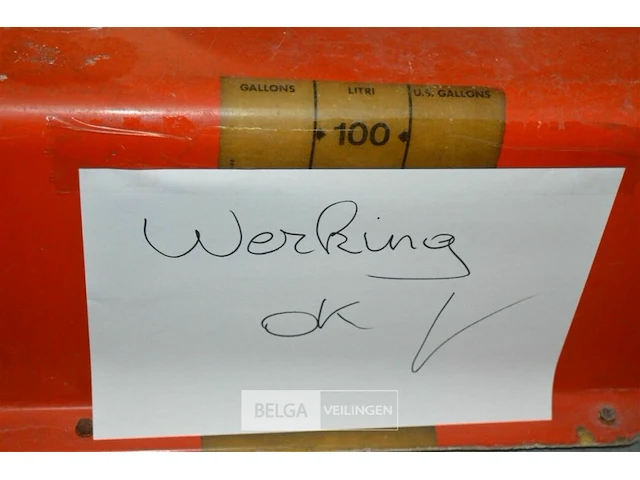 GALLONS LITRI U.S. GALLONS
100
Werking
OK
BELGA VEILINGEN